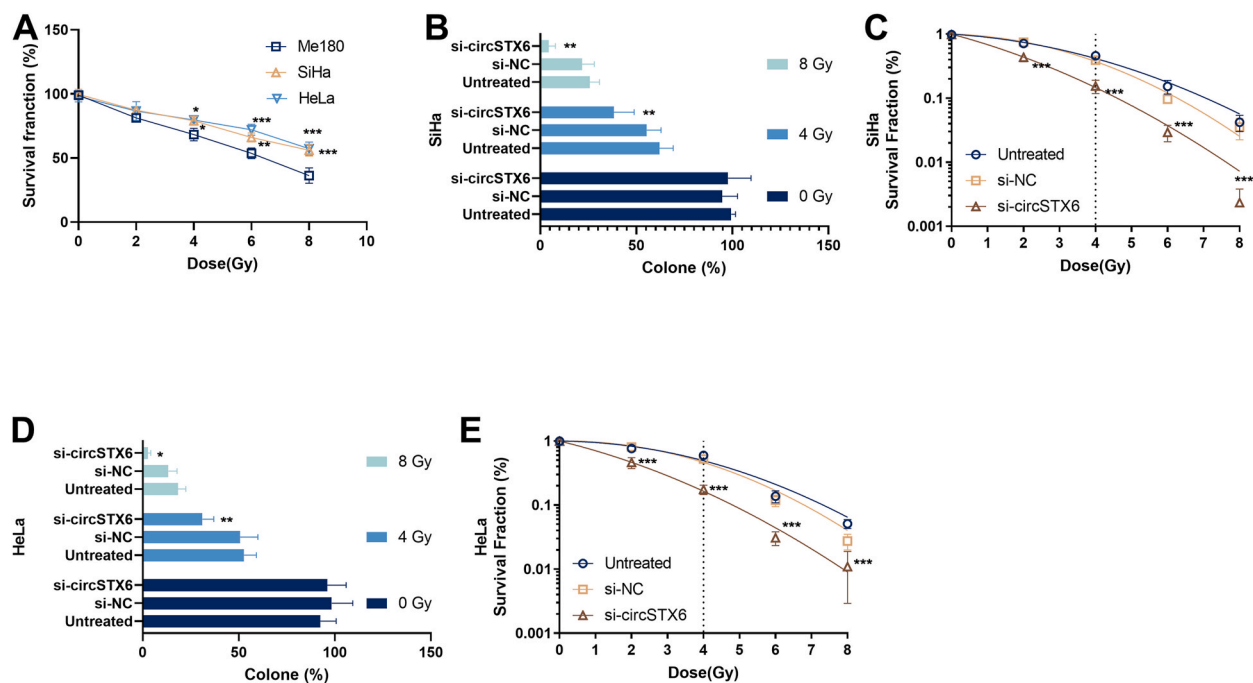 A
Survival franction (%)
150
100
50
0
0 2 4 6 8 10
Dose(Gy)
Me180
SiHa
HeLa
*
*
***
**
***
***
B
SiHa
si-circSTX6
si-NC
Untreated
si-circSTX6
si-NC
Untreated
si-circSTX6
si-NC
Untreated
**
**
8 Gy
4 Gy
0 Gy
0 50 100 150
Colone (%)
C
SiHa
Survival Fraction (%)
1
0.1
0.01
0.001
0 1 2 3 4 5 6 7 8
Dose(Gy)
Untreated
si-NC
si-circSTX6
***
***
***
***
D
HeLa
si-circSTX6
si-NC
Untreated
si-circSTX6
si-NC
Untreated
si-circSTX6
si-NC
Untreated
*
**
8 Gy
4 Gy
0 Gy
0 50 100 150
Colone (%)
E
HeLa
Survival Fraction (%)
1
0.1
0.01
0.001
0 1 2 3 4 5 6 7 8
Dose(Gy)
Untreated
si-NC
si-circSTX6
***
***
***
***